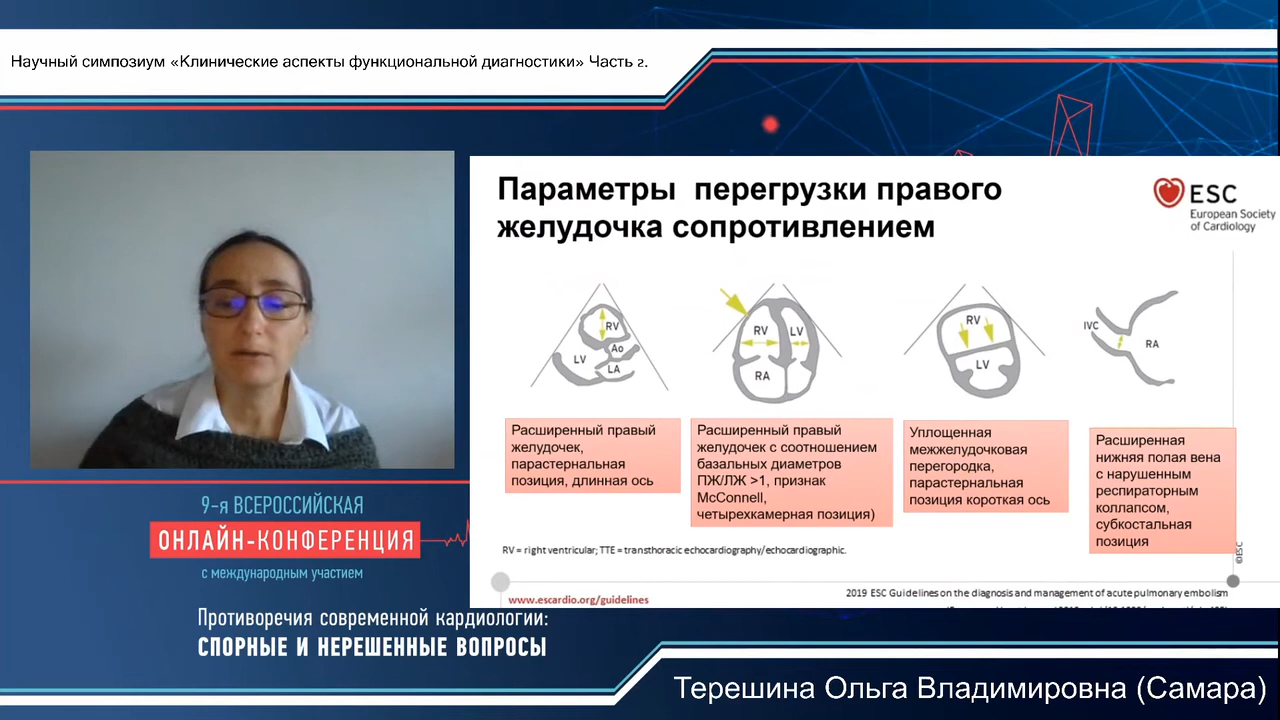 Научный симпозиум «Клинические аспекты функциональной диагностики» Часть 2.
Параметры перегрузки правого
желудочка сопротивлением
ESC
European Society
of Cardiology
RV
LV
Ao
LA
RV
LV
RA
RV
LV
IVC
RA
Расширенный правый
желудочек,
парастернальная
позиция, длинная ось
Расширенный правый
желудочек с соотношением
базальных диаметров
ПЖ/ЛЖ >1, признак
McConnell,
четырехкамерная позиция)
Уплощенная
межжелудочковая
перегородка,
парастернальная
позиция короткая ось
Расширенная
нижняя полая вена
с нарушенным
респираторным
коллапсом,
субкостальная
позиция
RV = right ventricular; TTE = transthoracic echocardiography/echocardiographic.
©ESC
www.escardio.org/guidelines
2019 ESC Guidelines on the diagnosis and management of acute pulmonary embolism
9-я ВСЕРОССИЙСКАЯ
ОНЛАЙН-КОНФЕРЕНЦИЯ
с международным участием
Противоречия современной кардиологии:
СПОРНЫЕ И НЕРЕШЕННЫЕ ВОПРОСЫ
Терешина Ольга Владимировна (Самара)